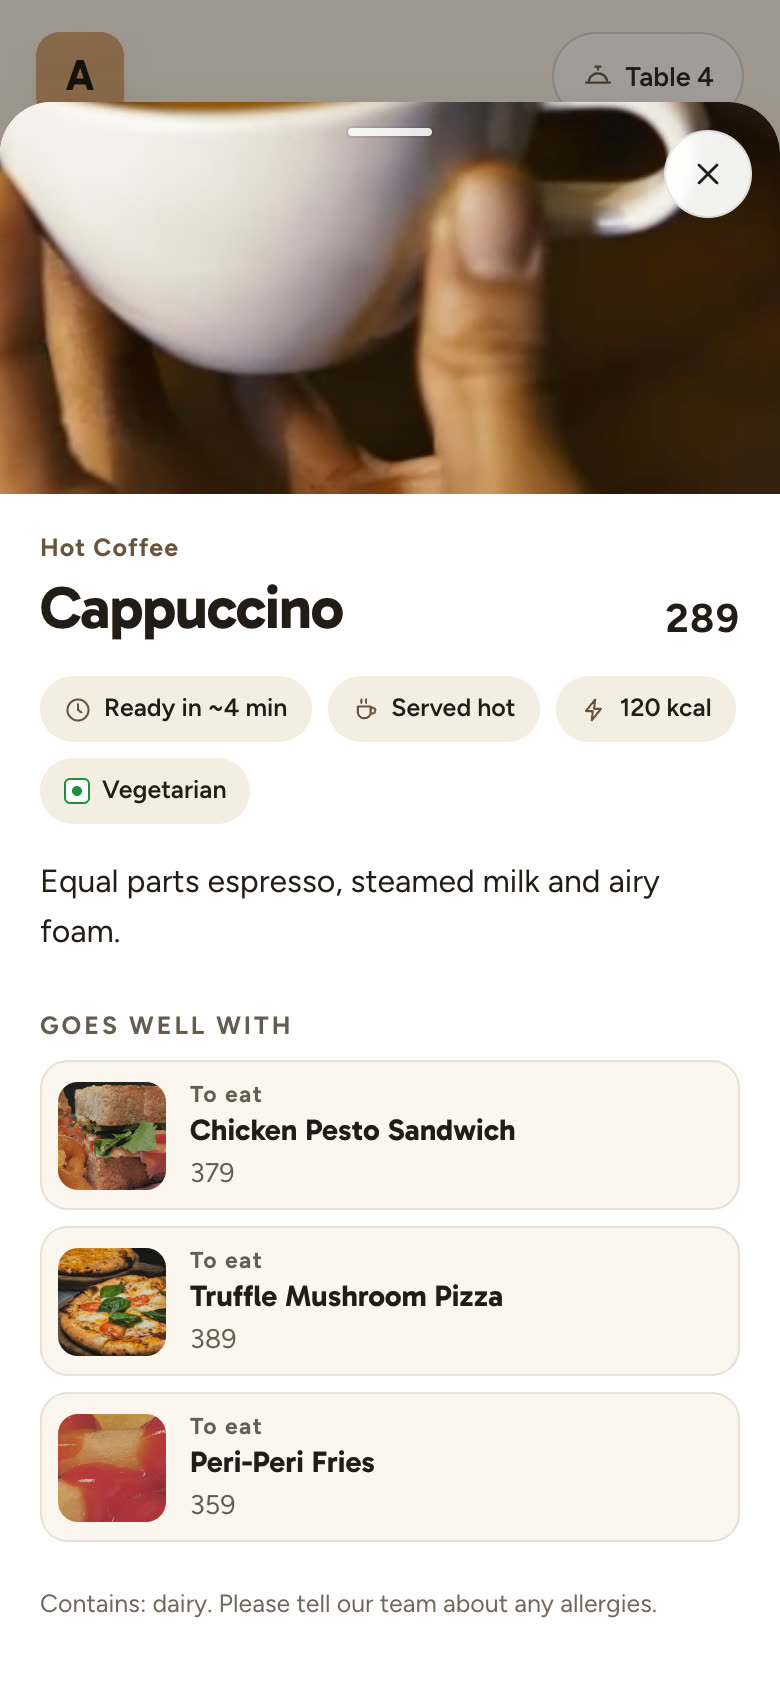 A
Table 4
Hot Coffee
Cappuccino
289
Ready in ~4 min
Served hot
120 kcal
Vegetarian
Equal parts espresso, steamed milk and airy
foam.
GOES WELL WITH
To eat
Chicken Pesto Sandwich
379
To eat
Truffle Mushroom Pizza
389
To eat
Peri-Peri Fries
359
Contains: dairy. Please tell our team about any allergies.